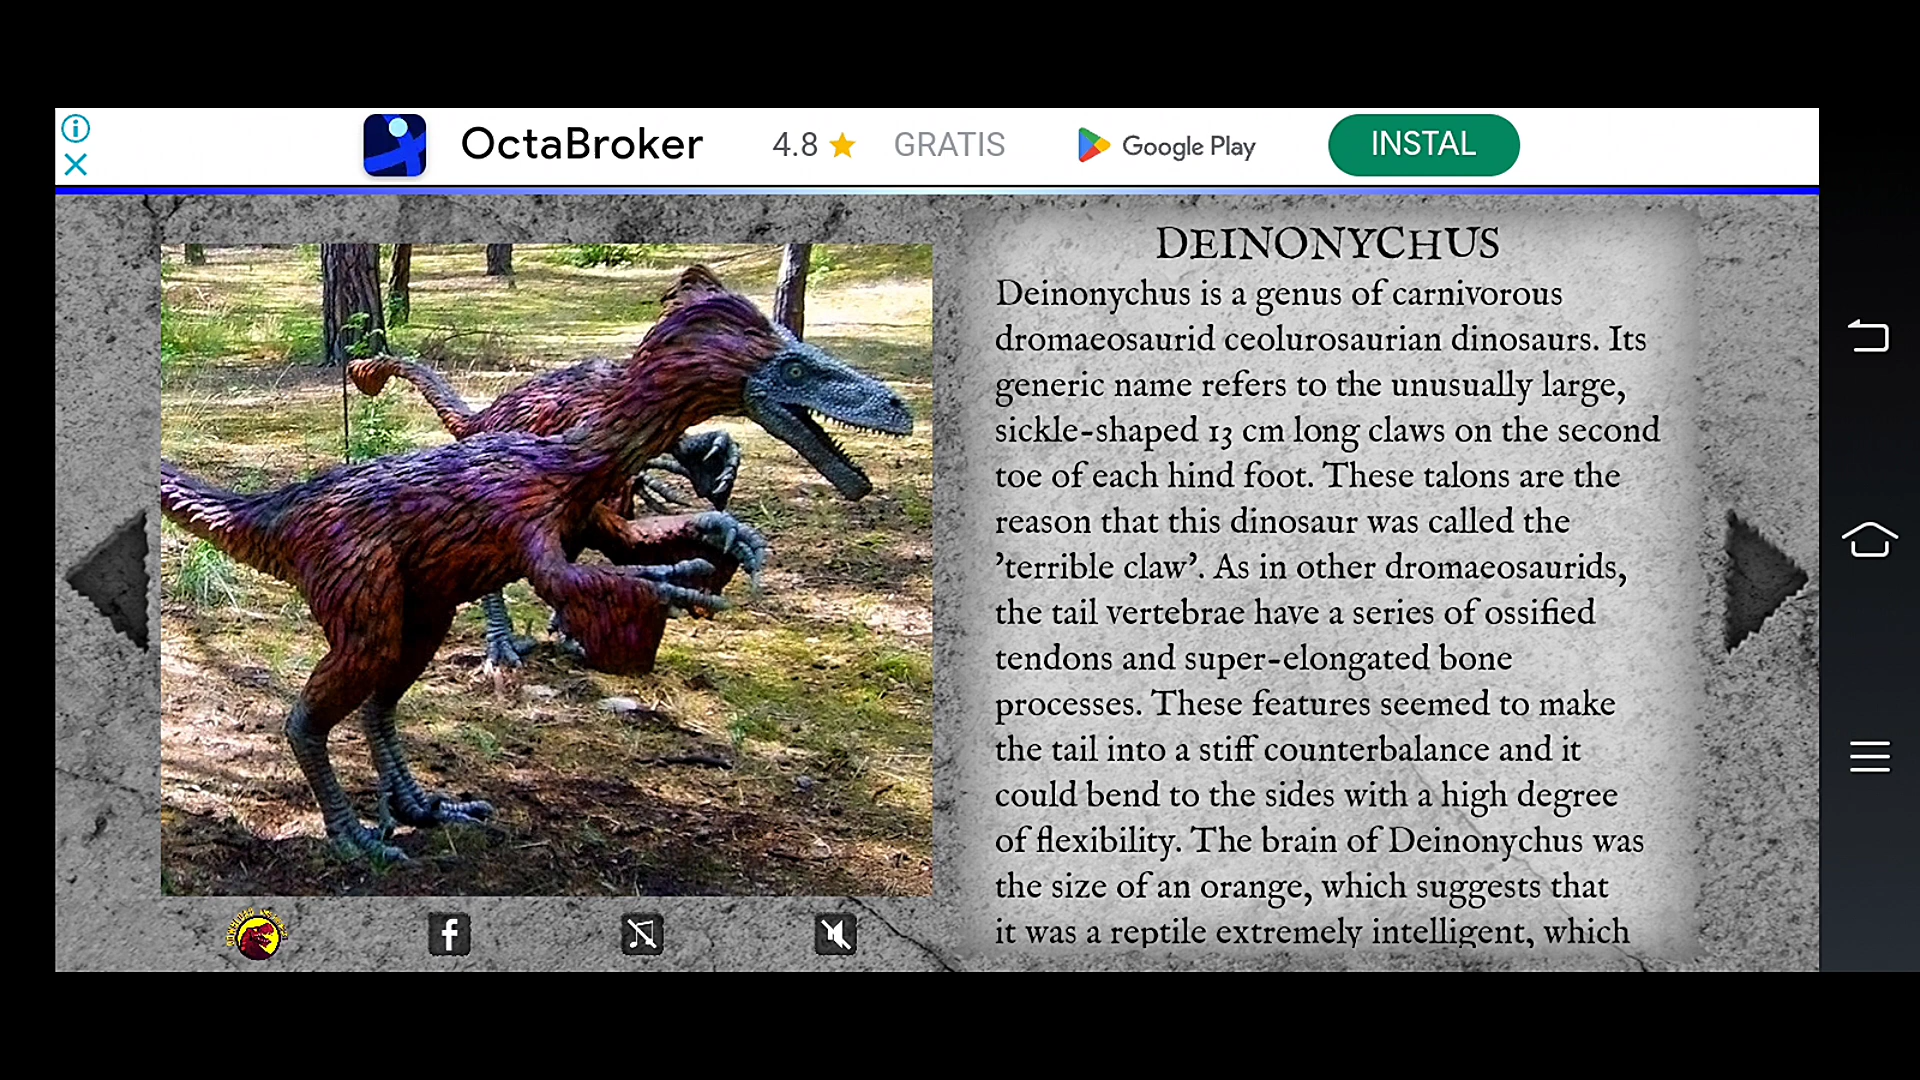 OctaBroker 4.8 GRATIS Google Play INSTAL
DEINONYCHUS
Deinonychus is a genus of carnivorous
dromaeosaurid ceolurosaurian dinosaurs. Its
generic name refers to the unusually large,
sickle-shaped 13 cm long claws on the second
toe of each hind foot. These talons are the
reason that this dinosaur was called the
'terrible claw'. As in other dromaeosaurids,
the tail vertebrae have a series of ossified
tendons and super-elongated bone
processes. These features seemed to make
the tail into a stiff counterbalance and it
could bend to the sides with a high degree
of flexibility. The brain of Deinonychus was
the size of an orange, which suggests that
it was a reptile extremely intelligent, which